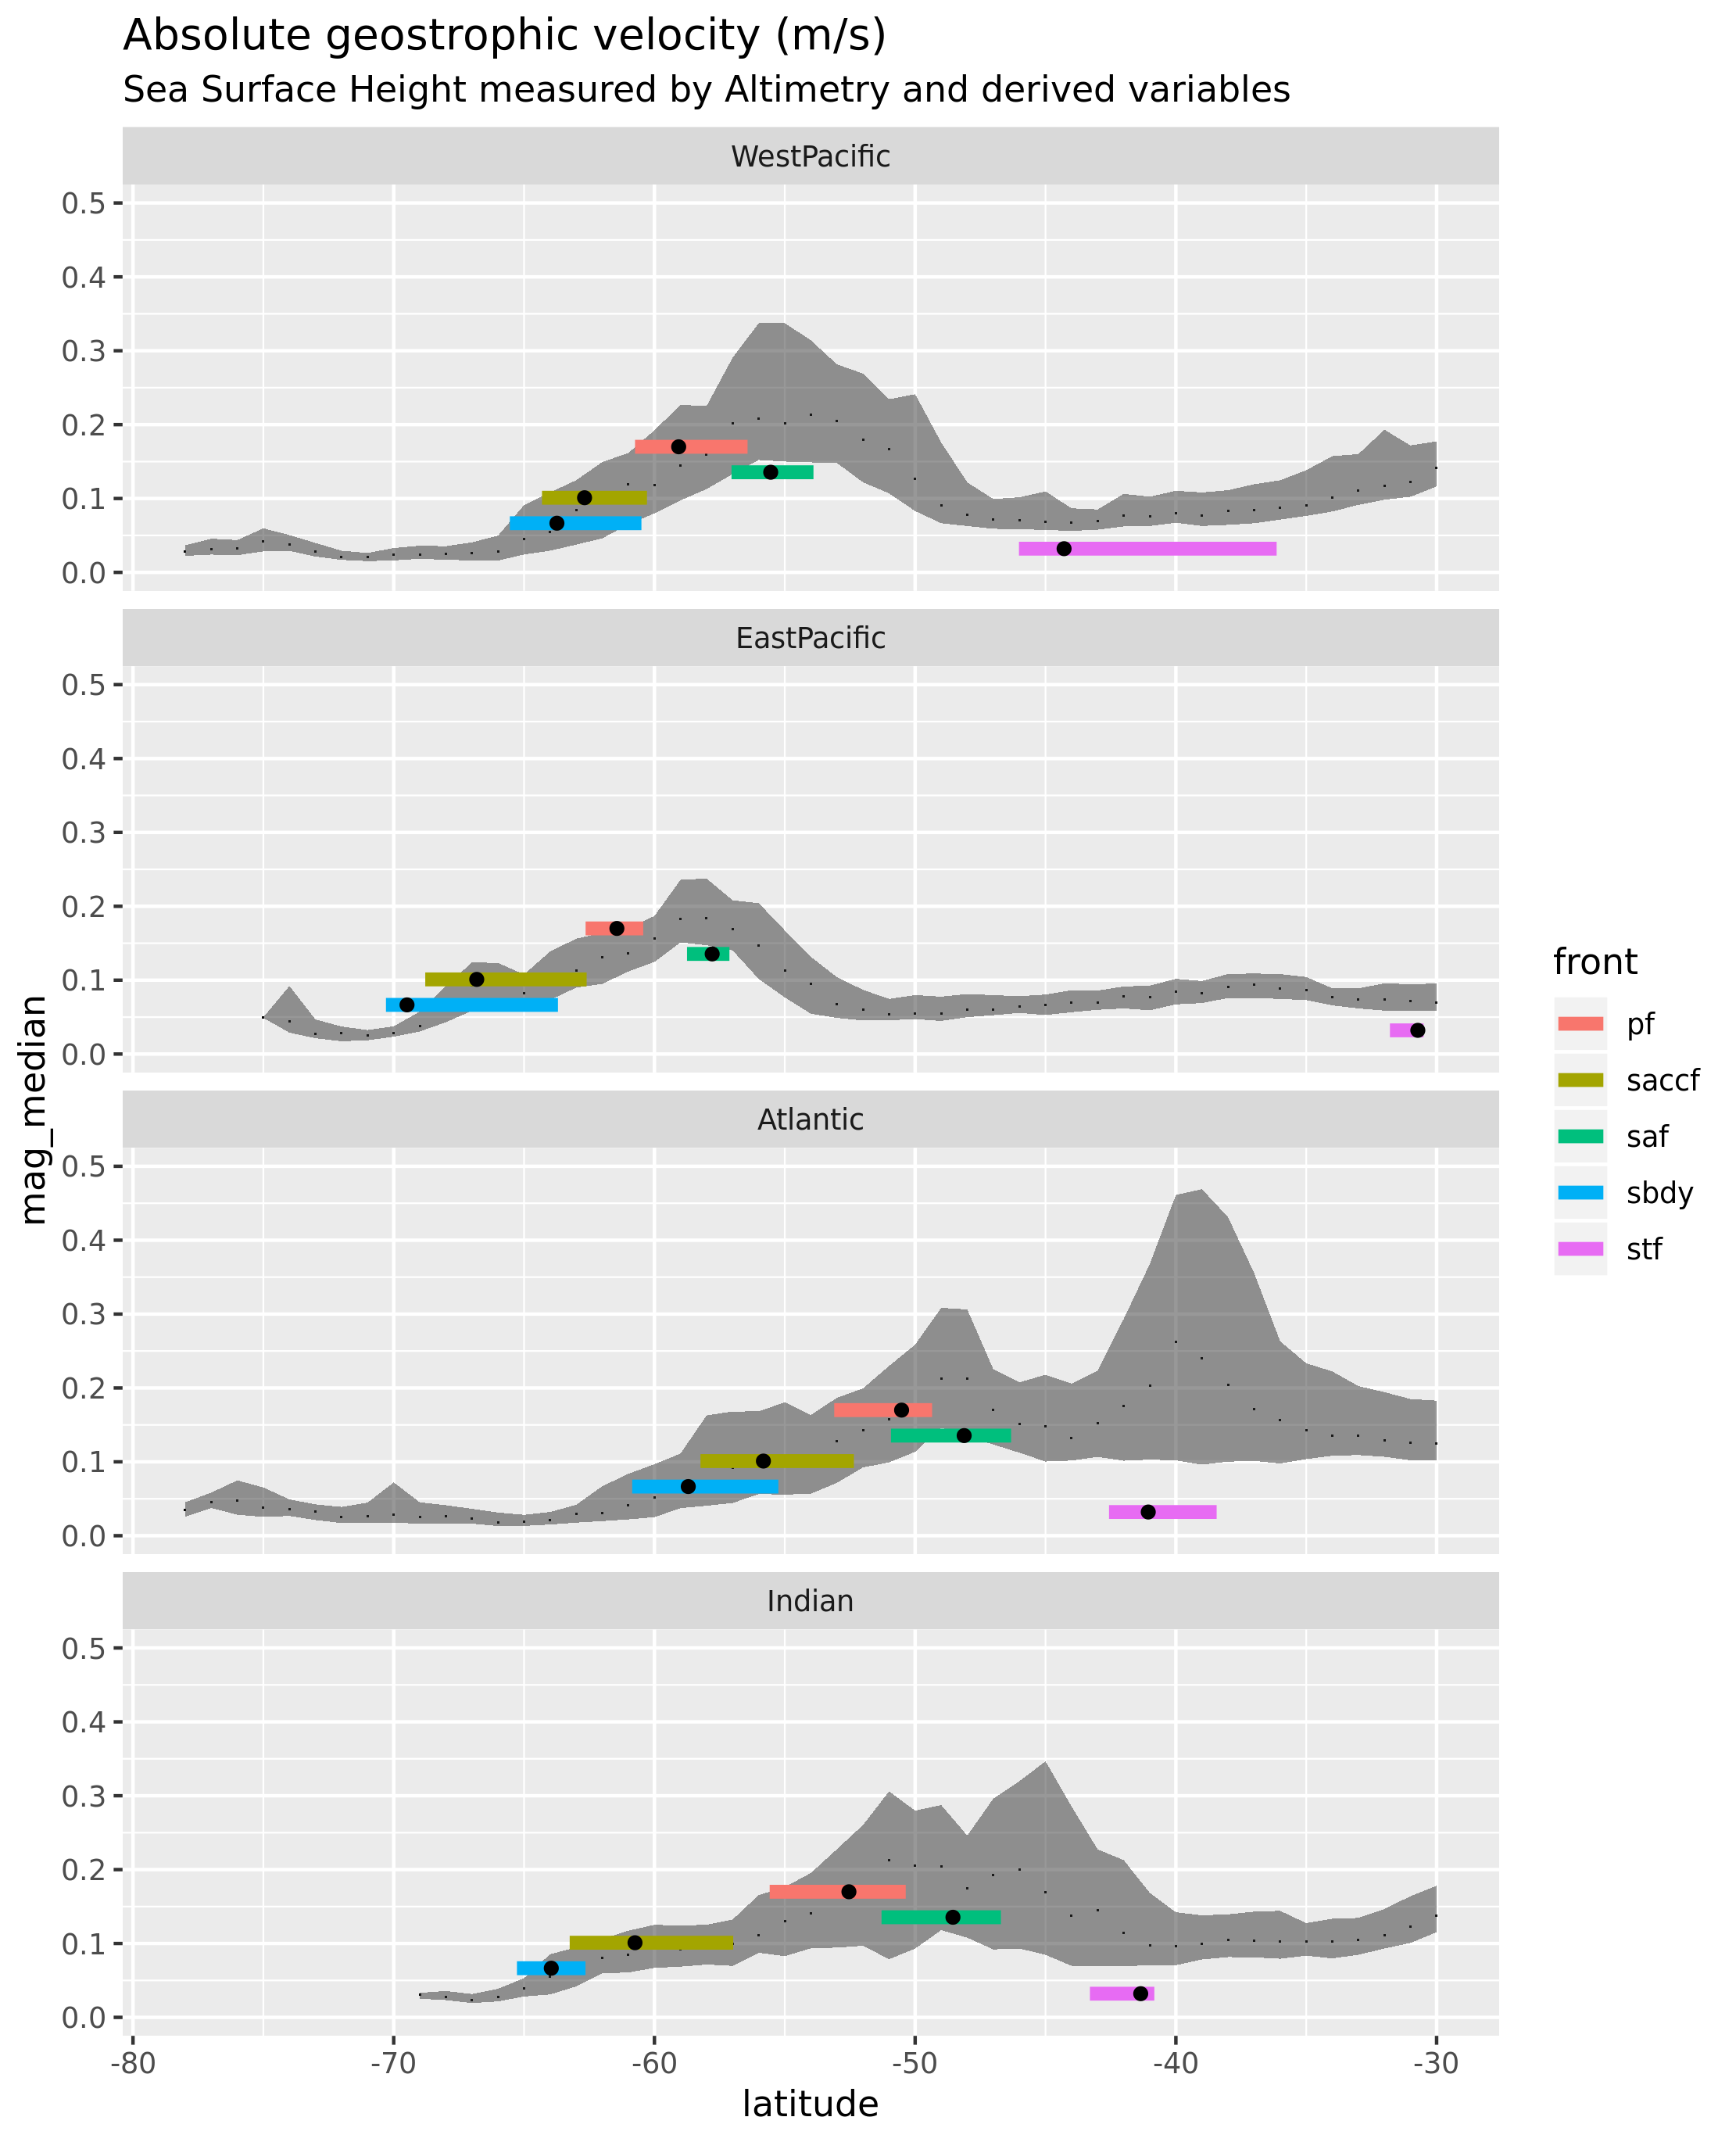 Absolute geostrophic velocity (m/s)
Sea Surface Height measured by Altimetry and derived variables
WestPacific
0.5
0.4
0.3
0.2
0.1
0.0
EastPacific
0.5
0.4
0.3
0.2
0.1
0.0
Atlantic
0.5
0.4
0.3
0.2
0.1
0.0
Indian
0.5
0.4
0.3
0.2
0.1
0.0
-80 -70 -60 -50 -40 -30
latitude
mag_median
front
pf
saccf
saf
sbdy
stf